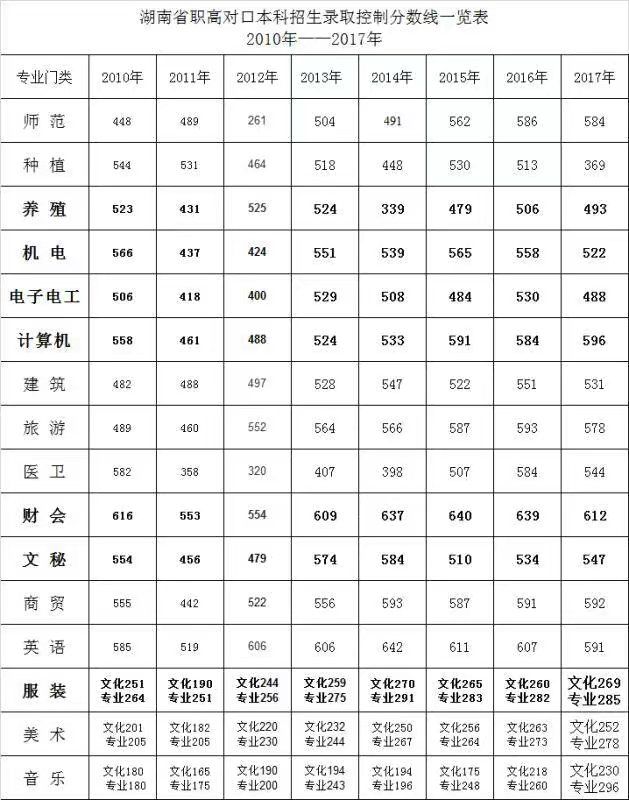 湖南省职高对口本科招生录取控制分数线一览表
2010年——2017年
专业门类 2010年 2011年 2012年 2013年 2014年 2015年 2016年 2017年
师 范 448 489 261 504 491 562 586 584
种 植 544 531 464 518 448 530 513 369
养 殖 523 431 525 524 339 479 506 493
机 电 566 437 424 551 539 565 558 522
电子电工 506 418 400 529 508 484 530 488
计算机 558 461 488 524 533 591 584 596
建 筑 482 488 497 528 547 522 551 531
旅 游 489 460 552 564 566 587 593 578
医 卫 582 358 320 407 398 507 584 544
财 会 616 553 554 609 637 640 639 612
文 秘 554 456 479 574 584 510 534 547
商 贸 555 442 522 556 593 587 591 592
英 语 585 519 606 606 642 611 607 591
服 装 文化251 文化190 文化244 文化259 文化270 文化265 文化260 文化269
专业264 专业251 专业256 专业275 专业291 专业283 专业282 专业285
美 术 文化201 文化182 文化220 文化232 文化250 文化256 文化263 文化252
专业205 专业205 专业230 专业244 专业267 专业264 专业273 专业278
音 乐 文化180 文化165 文化190 文化194 文化194 文化175 文化218 文化230
专业180 专业175 专业200 专业243 专业196 专业248 专业260 专业296